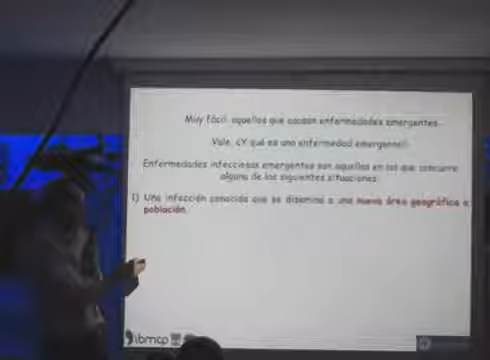 Muy fácil: aquellos que causan enfermedades emergentes.
Vale, ¿Y qué es una enfermedad emergente?
Enfermedades infecciosas emergentes son aquellas en las que concurre
alguna de las siguientes situaciones:
1) Una infección conocida que se disemina a una nueva área geográfica o
población.
ibmcp